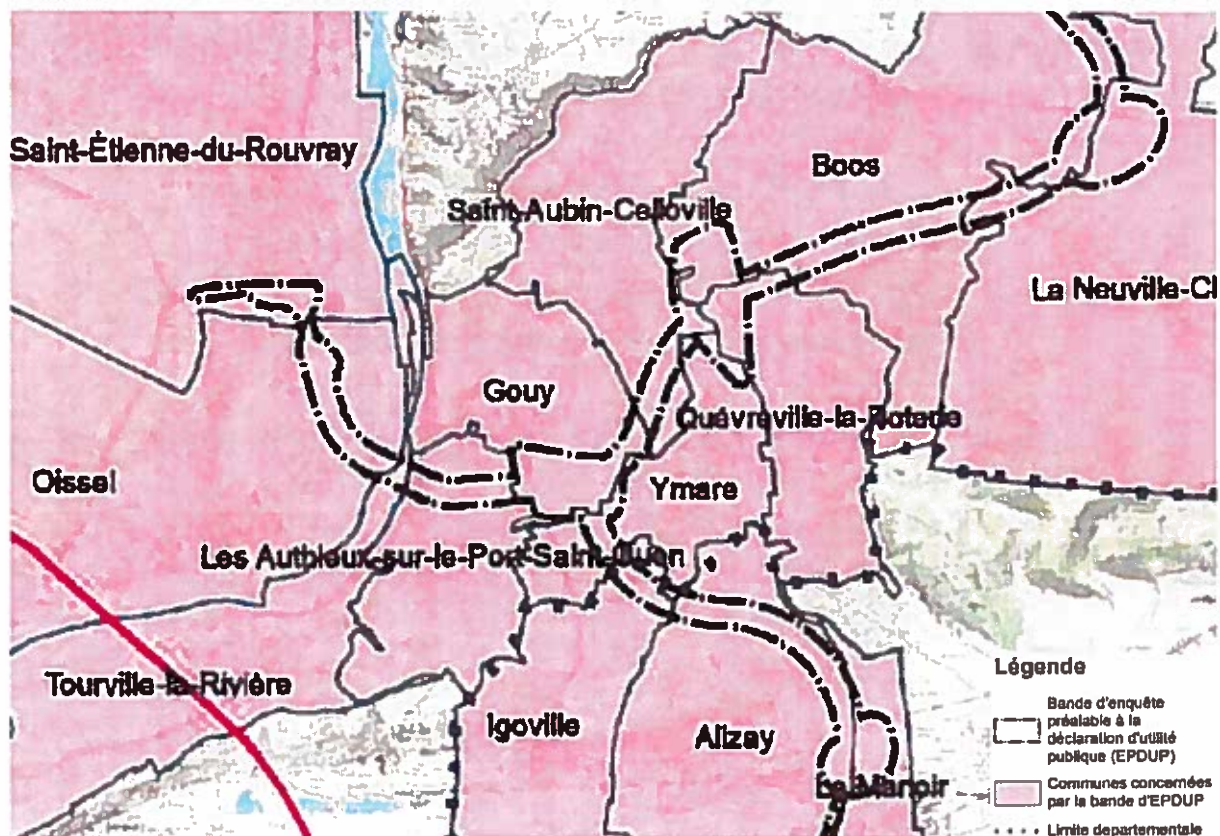 Saint-Étienne-du-Rouvray
Boos
Saint-Aubin-Celloville
La Neuville-Ch
Gouy
Quévreville-la-Poterie
Oissel
Ymare
Les Authieux-sur-le-Port-Saint-Ouen
Tourville-la-Rivière
Igoville
Alizay
Le Manoir
Légende
Bande d'enquête
préalable à la
déclaration d'utilité
publique (EPDUP)
Communes concernées
par la bande d'EPDUP
Limite departementale